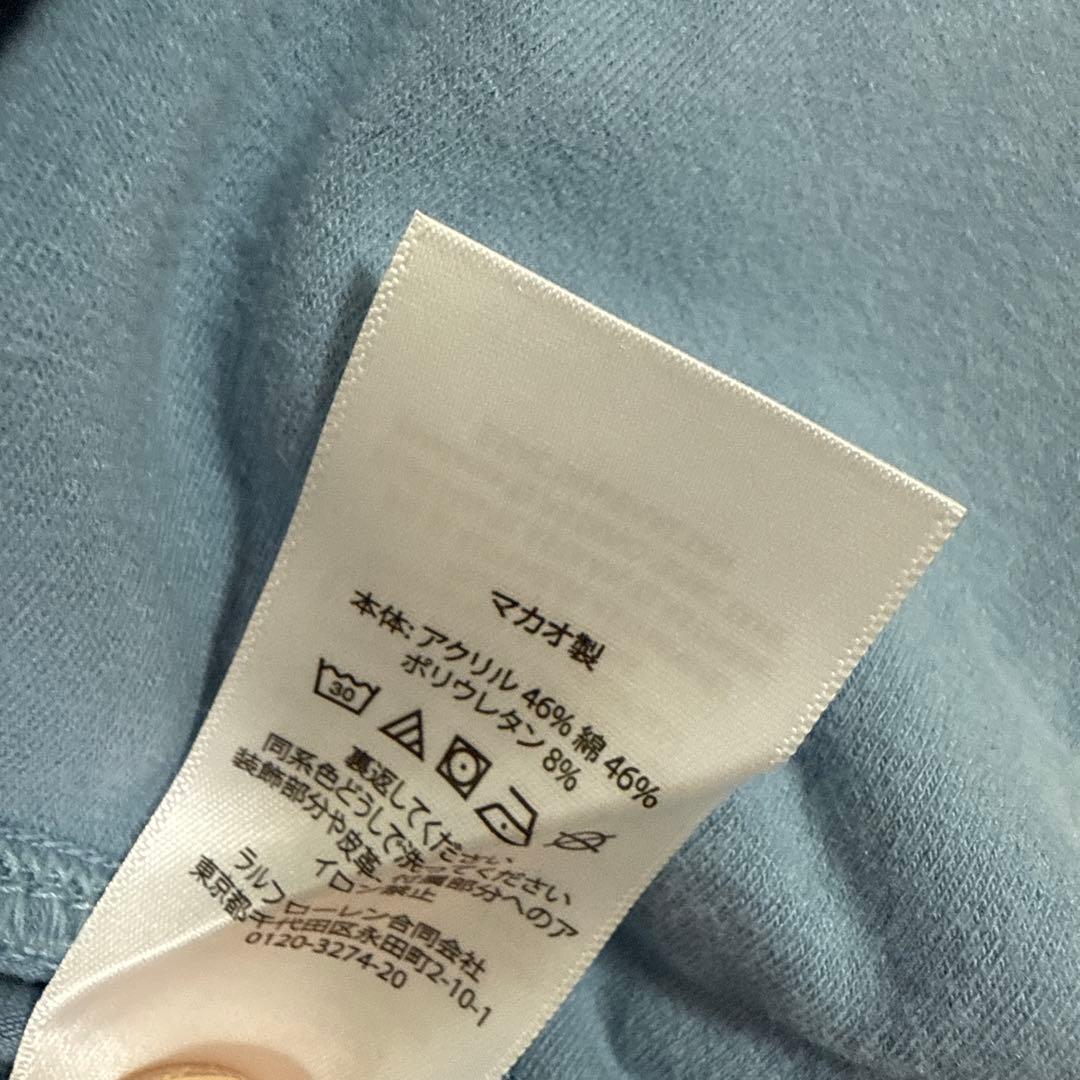 マカオ製
本体: アクリル 46% 綿 46%
ポリウレタン 8%
30
裏返してください
同系色どうしで洗ってください
装飾部分や皮革、付属部分へのア
イロン禁止
ラルフ ローレン合同会社
東京都千代田区永田町2-10-1
0120-3274-20